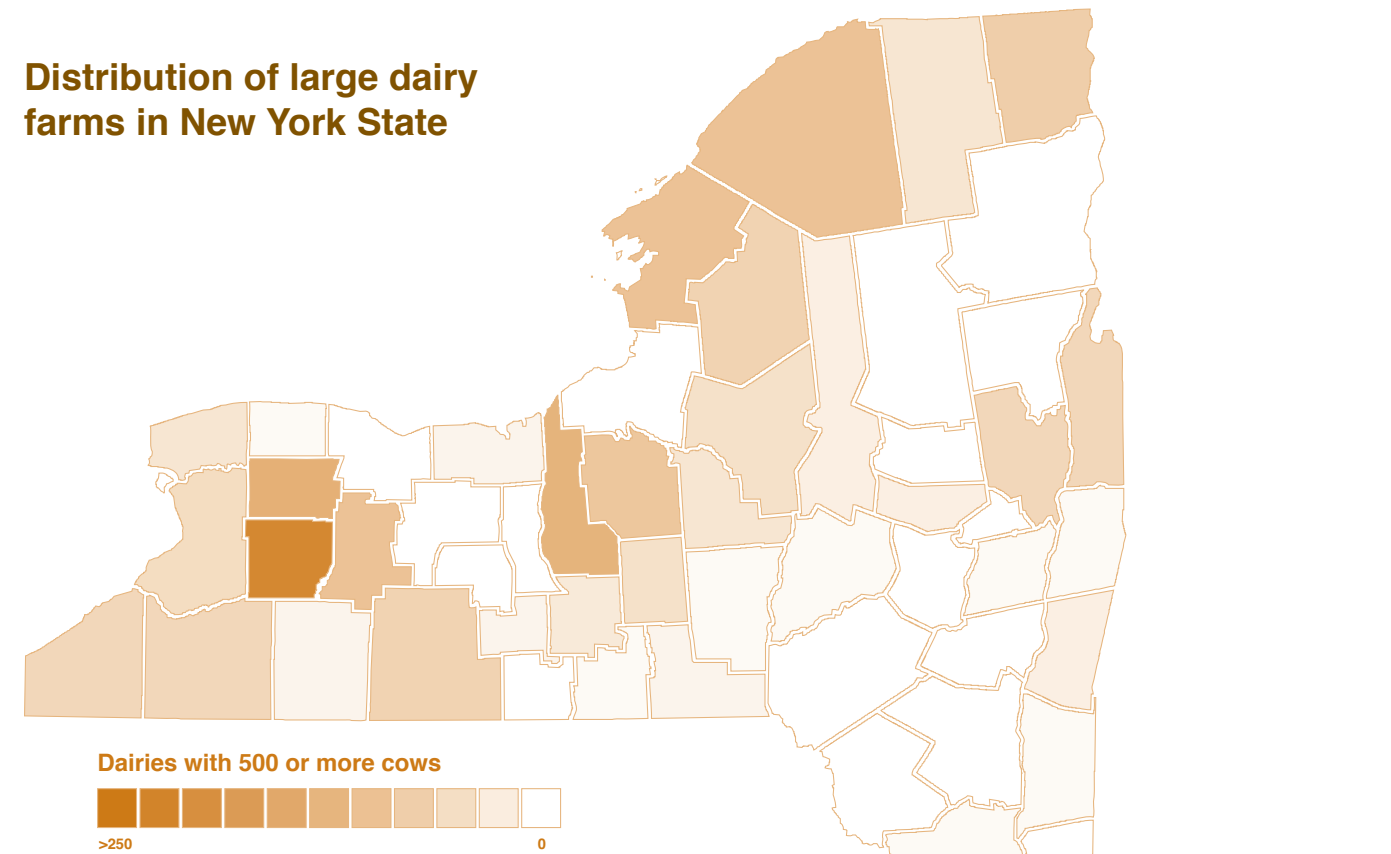 Distribution of large dairy
farms in New York State
Dairies with 500 or more cows
>250 0